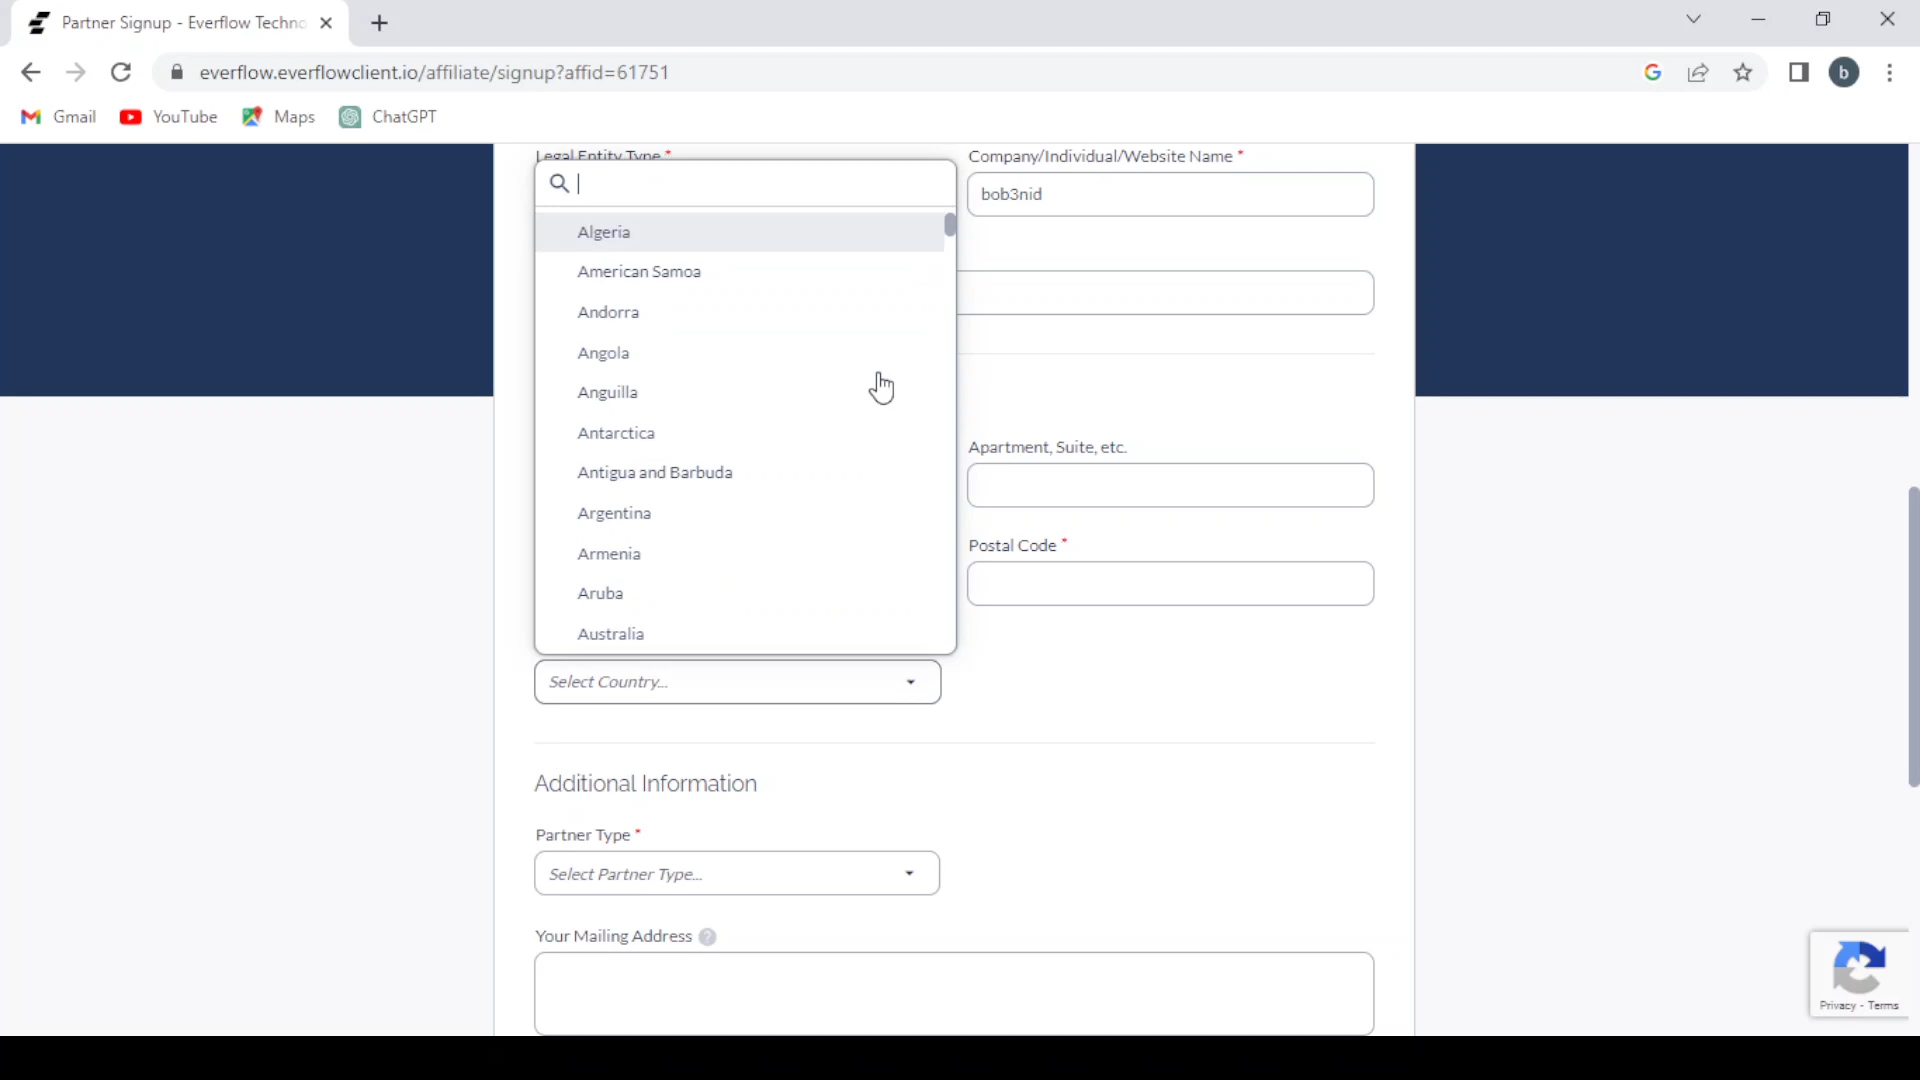 Partner Signup - Everflow Techno
everflow.everflowclient.io/affiliate/signup?affid=61751
b
Gmail
YouTube
Maps
ChatGPT
Legal Entity Type *
Company/Individual/Website Name *
bob3nid
Algeria
American Samoa
Andorra
Angola
Anguilla
Antarctica
Apartment, Suite, etc.
Antigua and Barbuda
Argentina
Armenia
Postal Code *
Aruba
Australia
Select Country...
Additional Information
Partner Type *
Select Partner Type...
Your Mailing Address ?
Privacy - Terms